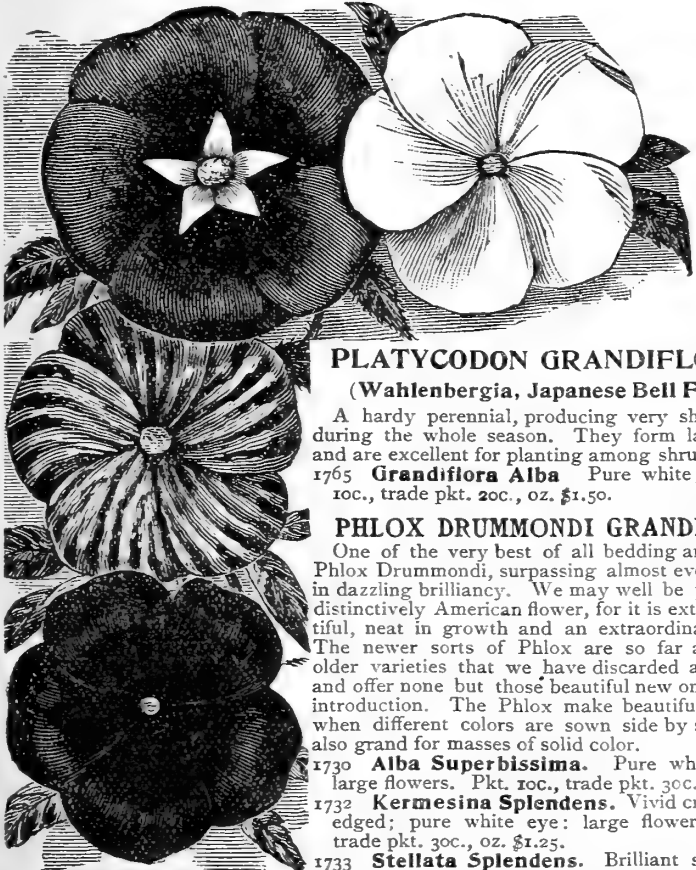 PLATYCODON GRANDIFL
(Wahlenbergia, Japanese Bell F
A hardy perennial, producing very sh
during the whole season. They form la
and are excellent for planting among shru
1765 Grandiflora Alba Pure white
10c., trade pkt. 20c., oz. $1.50.
PHLOX DRUMMONDI GRANDI
One of the very best of all bedding an
Phlox Drummondi, surpassing almost eve
in dazzling brilliancy. We may well be
distinctively American flower, for it is ext
tiful, neat in growth and an extraordina
The newer sorts of Phlox are so far a
older varieties that we have discarded a
and offer none but those beautiful new or
introduction. The Phlox make beautifu
when different colors are sown side by s
also grand for masses of solid color.
1730 Alba Superbissima. Pure wh
large flowers. Pkt. 10c., trade pkt. 30c.
1732 Kermesina Splendens. Vivid cr
edged; pure white eye: large flower
trade pkt. 30c., oz. $1.25.
1733 Stellata Splendens. Brilliant s